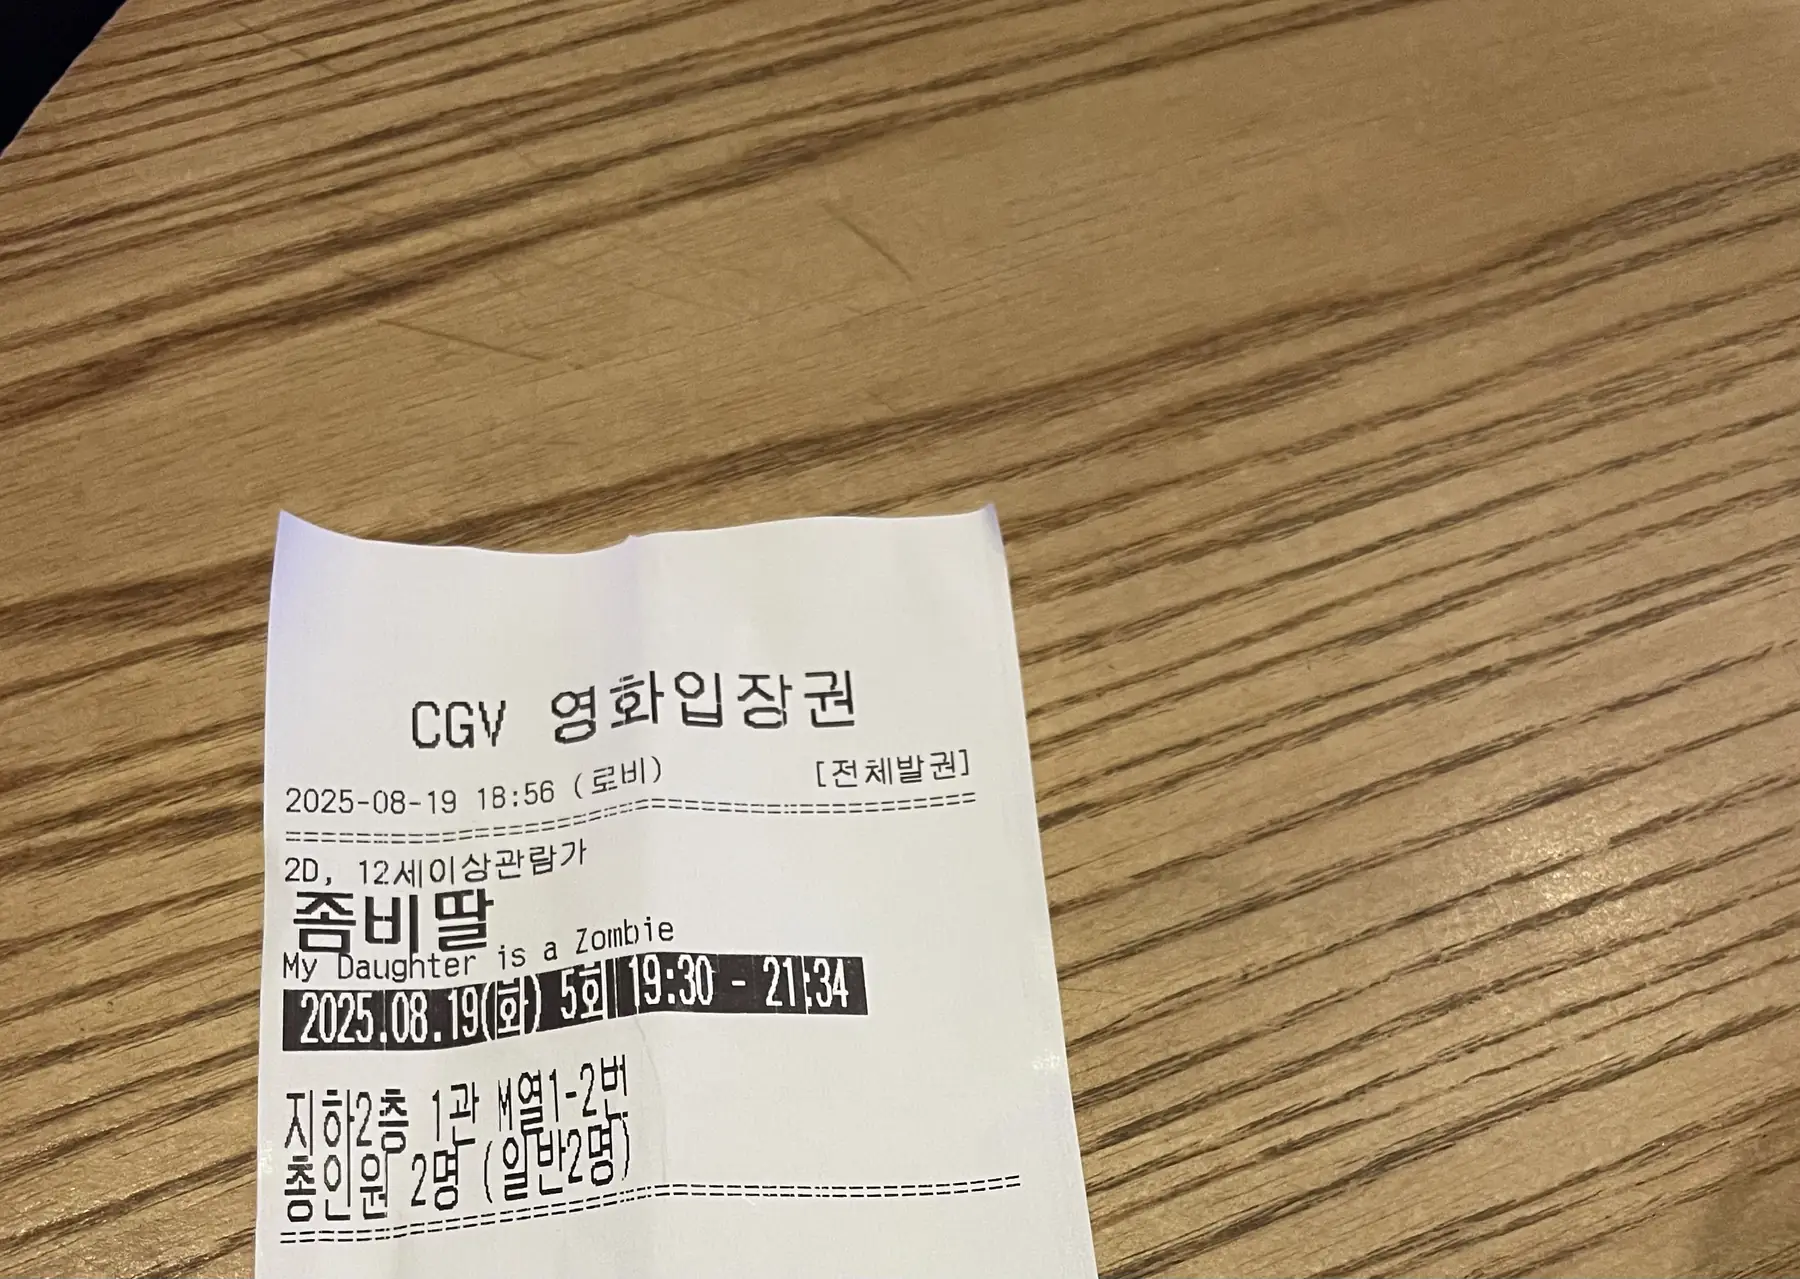 CGV 영화입장권
2025-08-19 18:56 (로비) [전체발권]
2D, 12세이상관람가
좀비딸
My Daughter is a Zombie
2025.08.19(화) 5회 19:30 - 21:34
지하2층 1관 M열1-2번
총인원 2명 (일반2명)